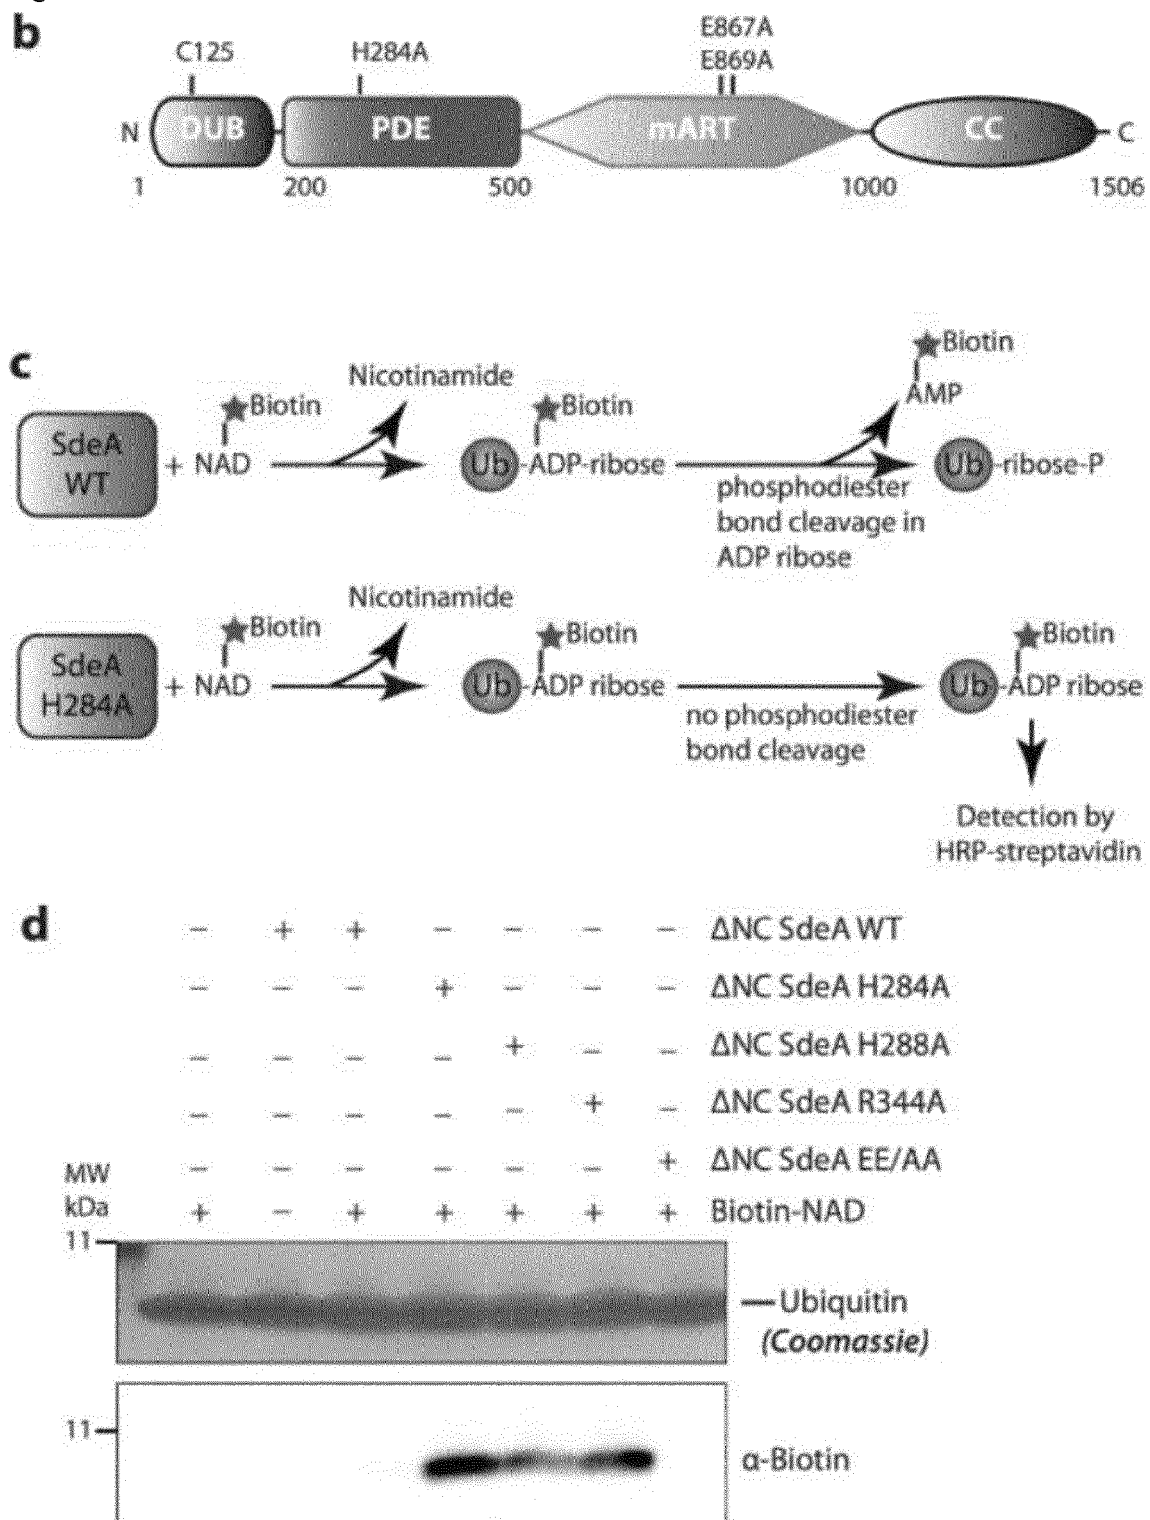 b
C125 H284A E867A
E869A
N DUB PDE mART CC C
1 200 500 1000 1506
c
Biotin
Nicotinamide AMP
Biotin Biotin
SdeA
WT + NAD Ub-ADP-ribose Ub-ribose-P
phosphodiester
bond cleavage in
ADP ribose
Nicotinamide
Biotin Biotin Biotin
SdeA
H284A + NAD Ub-ADP ribose Ub-ADP ribose
no phosphodiester
bond cleavage
Detection by
HRP-streptavidin
d
– + + – – – – ΔNC SdeA WT
– – – + – – – ΔNC SdeA H284A
– – – – + – – ΔNC SdeA H288A
– – – – – + – ΔNC SdeA R344A
– – – – – – + ΔNC SdeA EE/AA
MW
kDa + – + + + + + Biotin-NAD
11
Ubiquitin
(Coomassie)
11
α-Biotin